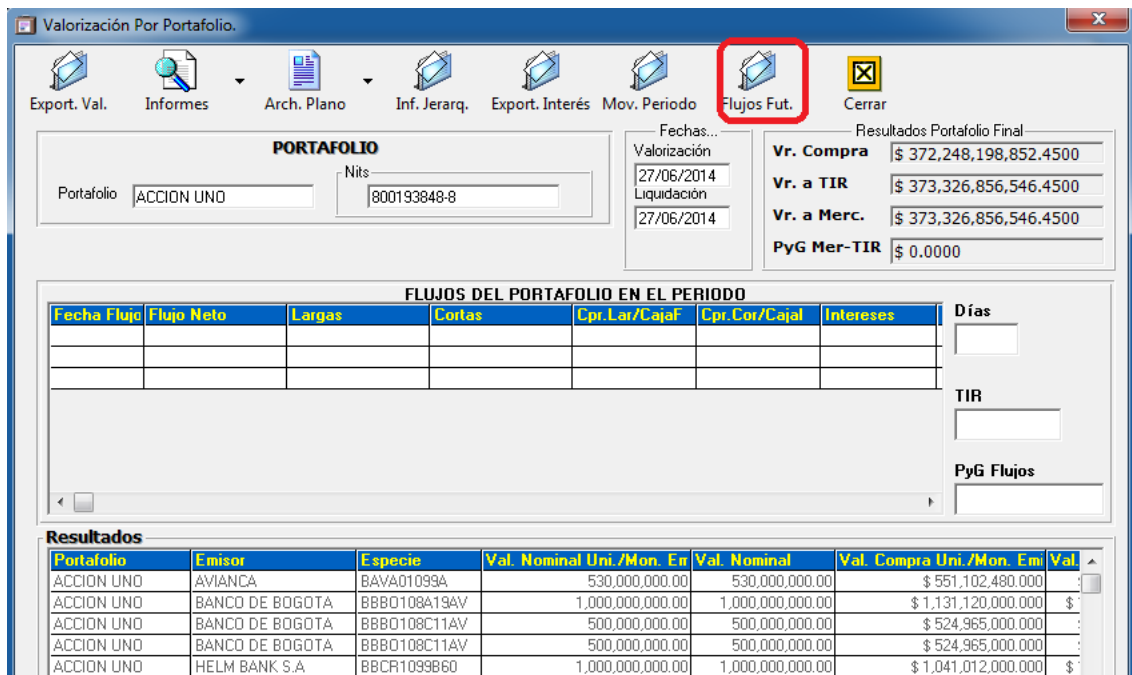 Valorización Por Portafolio.
Export. Val. Informes Arch. Plano Inf. Jerarq. Export. Interés Mov. Periodo Flujos Fut. Cerrar
PORTAFOLIO
Portafolio ACCION UNO
Nits
800193848-8
Fechas...
Valorización
27/06/2014
Liquidación
27/06/2014
Resultados Portafolio Final
Vr. Compra $ 372,248,198,852.4500
Vr. a TIR $ 373,326,856,546.4500
Vr. a Merc. $ 373,326,856,546.4500
PyG Mer-TIR $ 0.0000
FLUJOS DEL PORTAFOLIO EN EL PERIODO
Fecha Flujo Flujo Neto Largas Cortas Cpr.Lar/CajaF Cpr.Cor/CajaI Intereses
Días
TIR
PyG Flujos
Resultados
Portafolio Emisor Especie Val. Nominal Uni./Mon. Em Val. Nominal Val. Compra Uni./Mon. Emi Val.
ACCION UNO AVIANCA BAVA01099A 530,000,000.00 530,000,000.00 $ 551,102,480.000
ACCION UNO BANCO DE BOGOTA BBBO108A19AV 1,000,000,000.00 1,000,000,000.00 $ 1,131,120,000.000 $
ACCION UNO BANCO DE BOGOTA BBBO108C11AV 500,000,000.00 500,000,000.00 $ 524,965,000.000
ACCION UNO BANCO DE BOGOTA BBBO108C11AV 500,000,000.00 500,000,000.00 $ 524,965,000.000
ACCION UNO HELM BANK S.A BBCR1099B60 1,000,000,000.00 1,000,000,000.00 $ 1,041,012,000.000 $